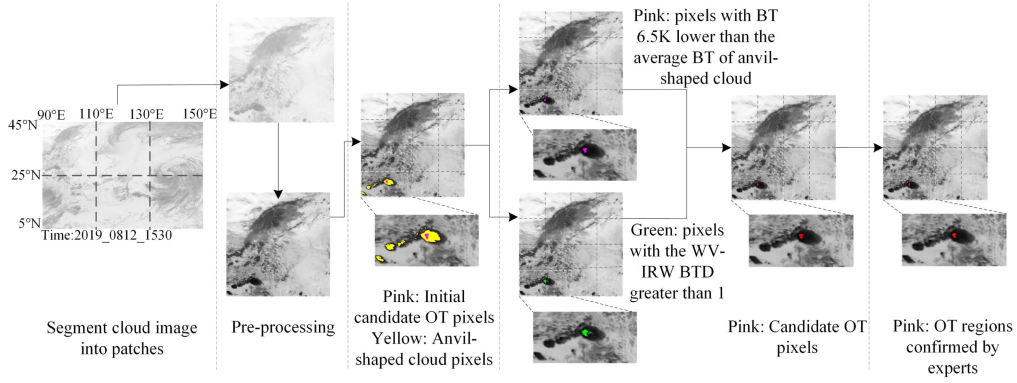 90°E 110°E 130°E 150°E
45°N
25°N
5°N
Time:2019_0812_1530
Segment cloud image
into patches
Pre-processing
Pink: Initial
candidate OT pixels
Yellow: Anvil-
shaped cloud pixels
Pink: pixels with BT
6.5K lower than the
average BT of anvil-
shaped cloud
Green: pixels
with the WV-
IRW BTD
greater than 1
Pink: Candidate OT
pixels
Pink: OT regions
confirmed by
experts